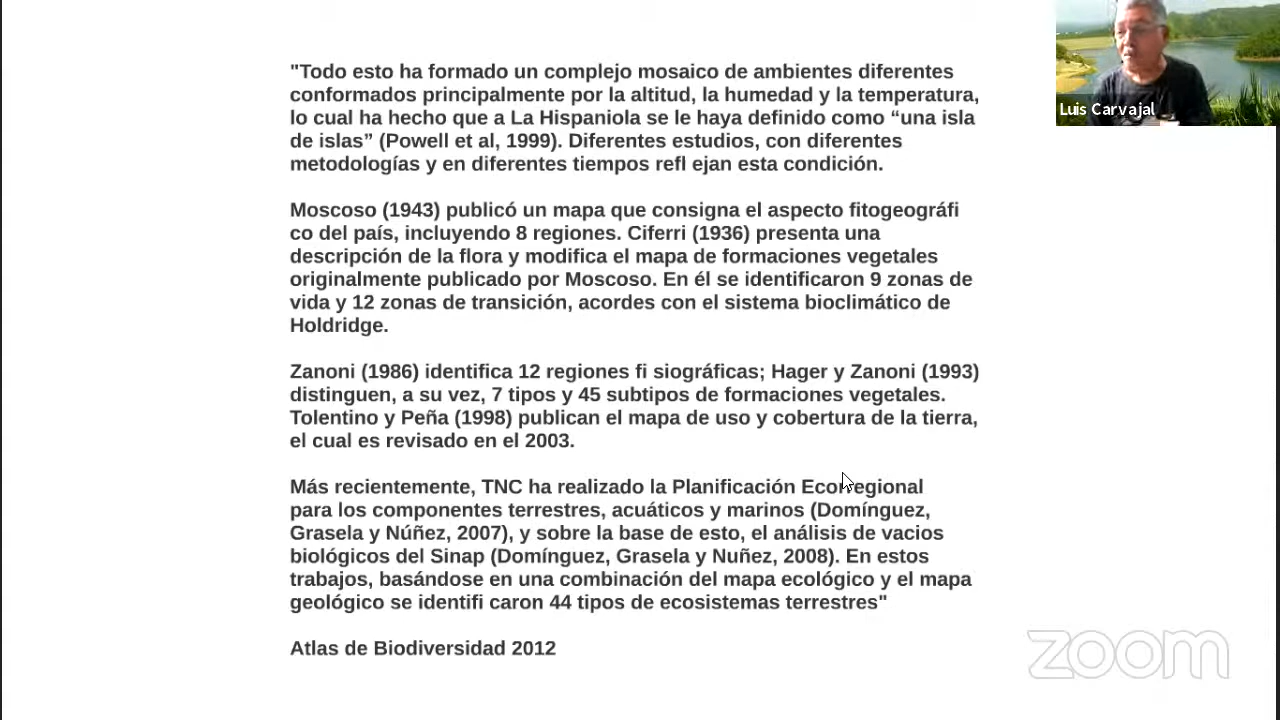 "Todo esto ha formado un complejo mosaico de ambientes diferentes
conformados principalmente por la altitud, la humedad y la temperatura,
lo cual ha hecho que a La Hispaniola se le haya definido como “una isla
de islas” (Powell et al, 1999). Diferentes estudios, con diferentes
metodologías y en diferentes tiempos refl ejan esta condición.
Moscoso (1943) publicó un mapa que consigna el aspecto fitogeográfi
co del país, incluyendo 8 regiones. Ciferri (1936) presenta una
descripción de la flora y modifica el mapa de formaciones vegetales
originalmente publicado por Moscoso. En él se identificaron 9 zonas de
vida y 12 zonas de transición, acordes con el sistema bioclimático de
Holdridge.
Zanoni (1986) identifica 12 regiones fi siográficas; Hager y Zanoni (1993)
distinguen, a su vez, 7 tipos y 45 subtipos de formaciones vegetales.
Tolentino y Peña (1998) publican el mapa de uso y cobertura de la tierra,
el cual es revisado en el 2003.
Más recientemente, TNC ha realizado la Planificación Ecorregional
para los componentes terrestres, acuáticos y marinos (Domínguez,
Grasela y Núñez, 2007), y sobre la base de esto, el análisis de vacios
biológicos del Sinap (Domínguez, Grasela y Nuñez, 2008). En estos
trabajos, basándose en una combinación del mapa ecológico y el mapa
geológico se identifi caron 44 tipos de ecosistemas terrestres"
Atlas de Biodiversidad 2012
Luis Carvajal
zoom